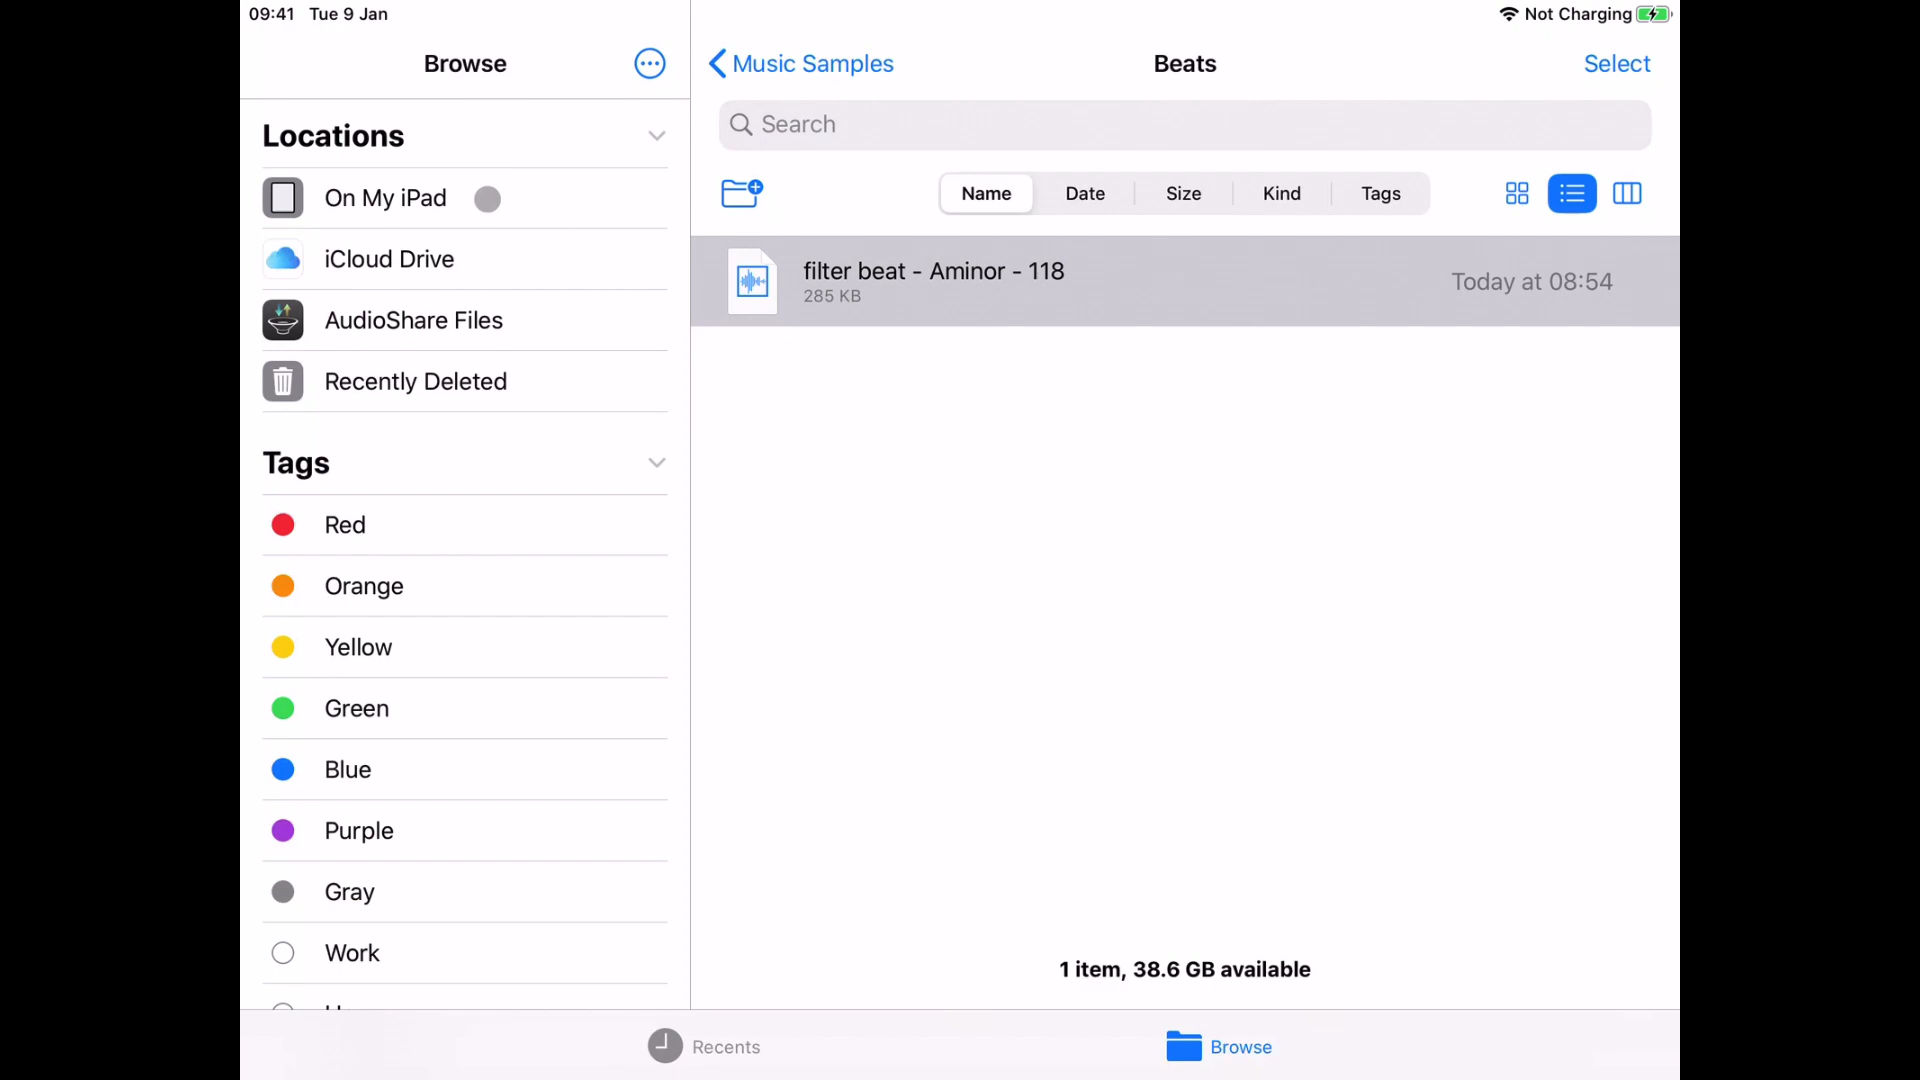 09:41 Tue 9 Jan
Not Charging
Browse
Locations
On My iPad
iCloud Drive
AudioShare Files
Recently Deleted
Tags
Red
Orange
Yellow
Green
Blue
Purple
Gray
Work
Music Samples
Beats
Select
Search
Name
Date
Size
Kind
Tags
filter beat - Aminor - 118
285 KB
Today at 08:54
1 item, 38.6 GB available
Recents
Browse